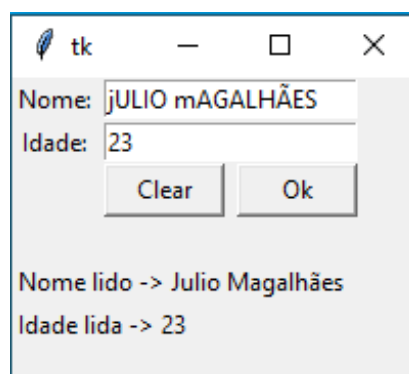 tk
Nome: jULIO mAGALHÃES
Idade: 23
Clear Ok
Nome lido -> Julio Magalhães
Idade lida -> 23